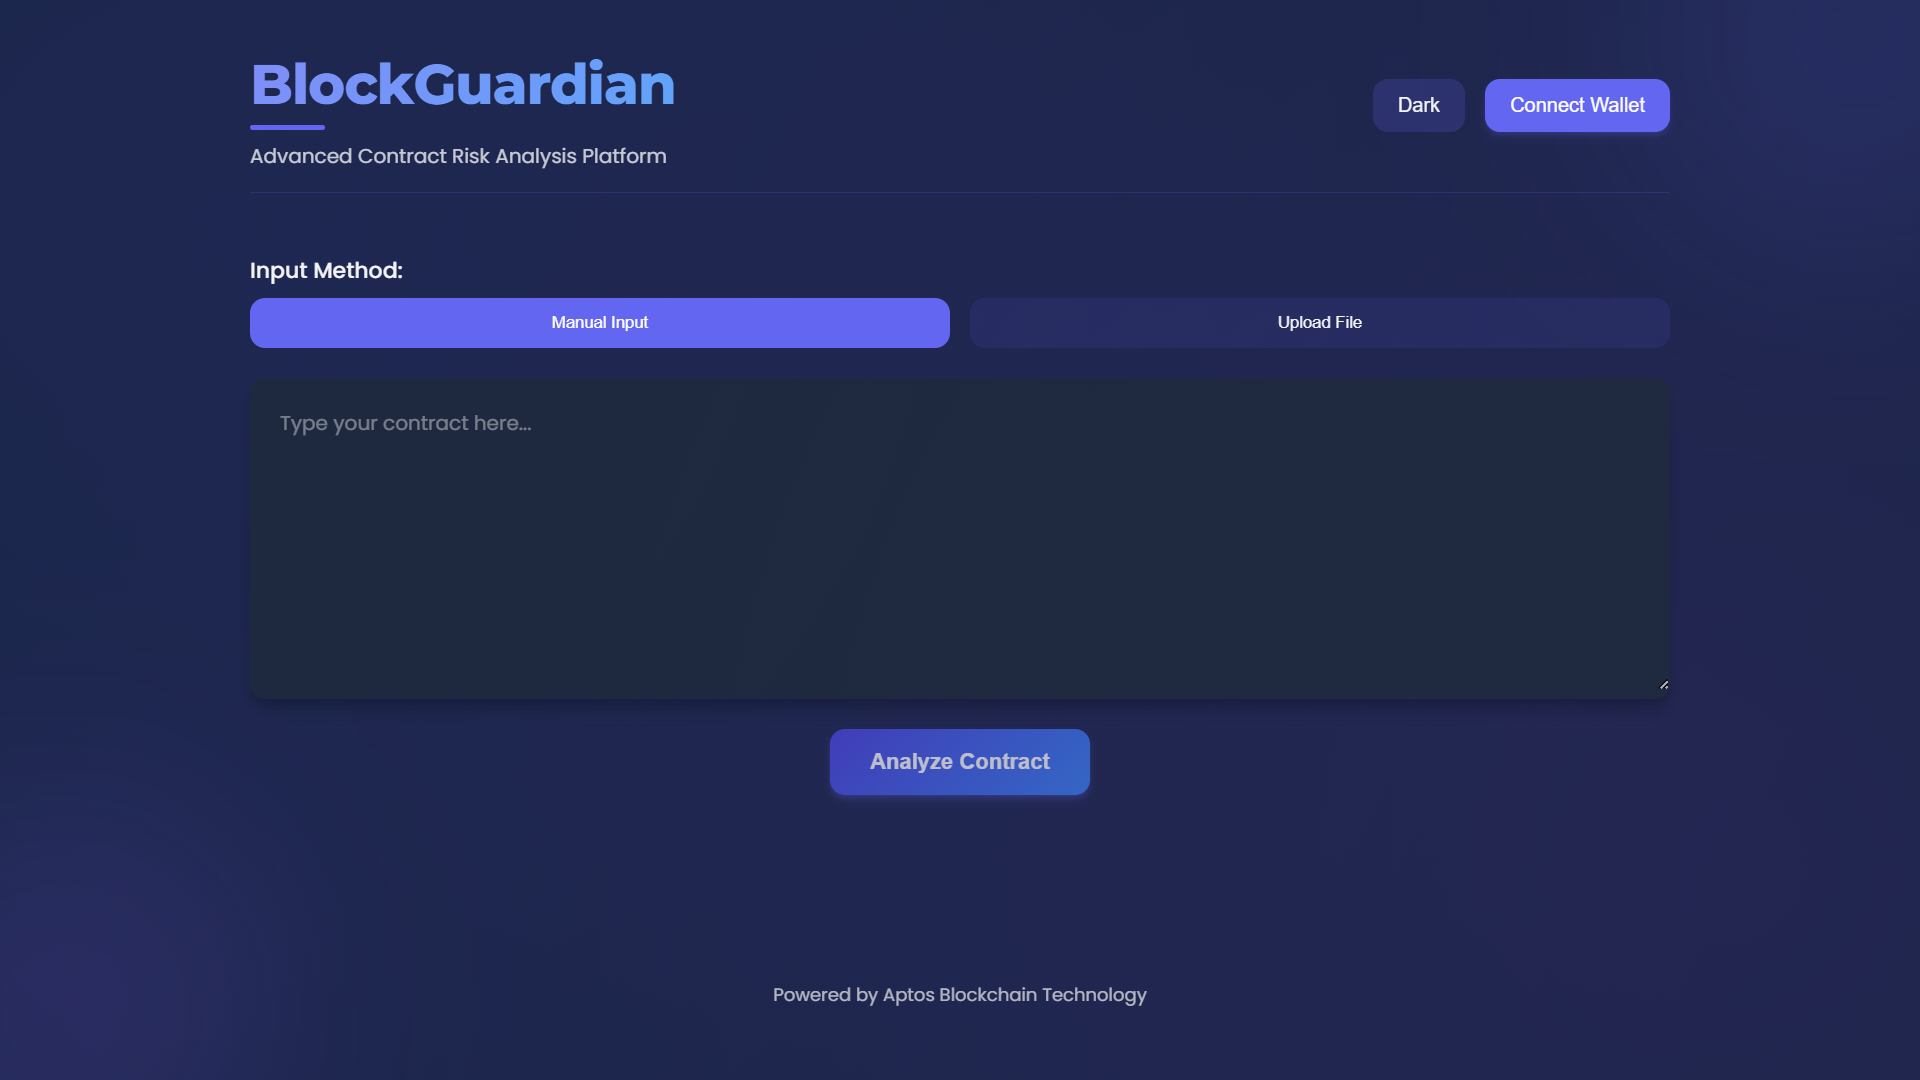 BlockGuardian
Advanced Contract Risk Analysis Platform
Dark
Connect Wallet
Input Method:
Manual Input
Upload File
Type your contract here...
Analyze Contract
Powered by Aptos Blockchain Technology